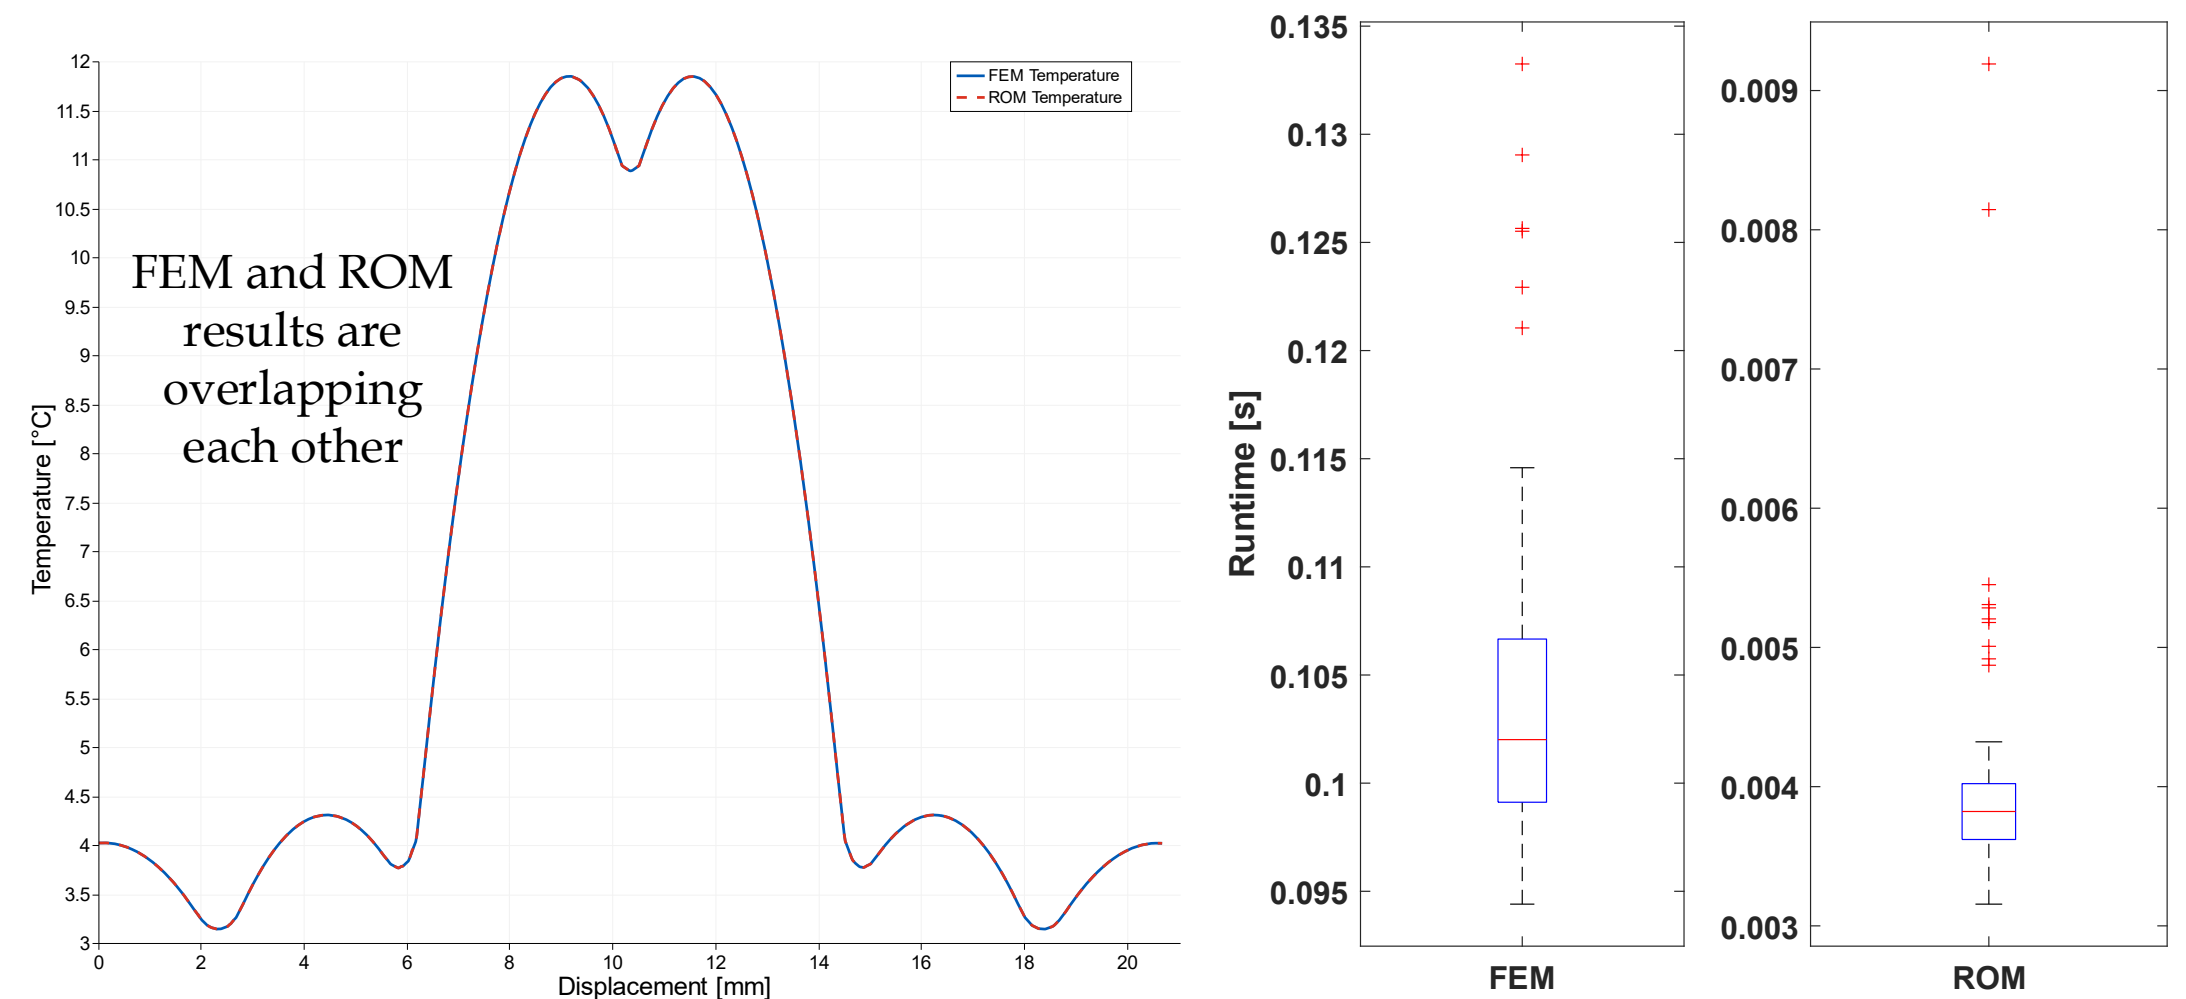 12
11.5
11
10.5
10
9.5
9
8.5
8
7.5
7
6.5
6
5.5
5
4.5
4
3.5
3
Temperature [°C]
FEM Temperature
ROM Temperature
FEM and ROM
results are
overlapping
each other
0 2 4 6 8 10 12 14 16 18 20
Displacement [mm]
Runtime [s]
0.135
0.13
0.125
0.12
0.115
0.11
0.105
0.1
0.095
FEM
0.009
0.008
0.007
0.006
0.005
0.004
0.003
ROM